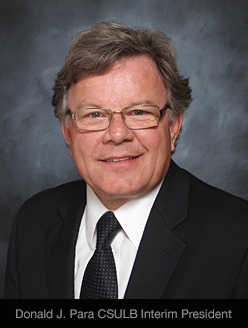 Donald J. Para CSULB Interim President